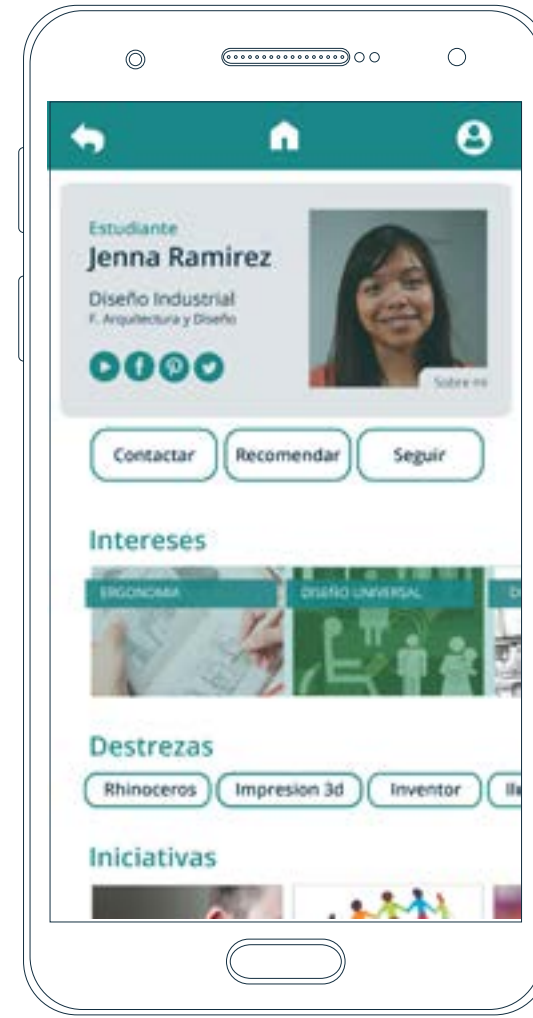 Estudiante
Jenna Ramirez
Diseño Industrial
F. Arquitectura y Diseño
Sobre mi
Contactar Recomendar Seguir
Intereses
ERGONOMIA DISEÑO UNIVERSAL D
Destrezas
Rhinoceros Impresion 3d Inventor Ile
Iniciativas